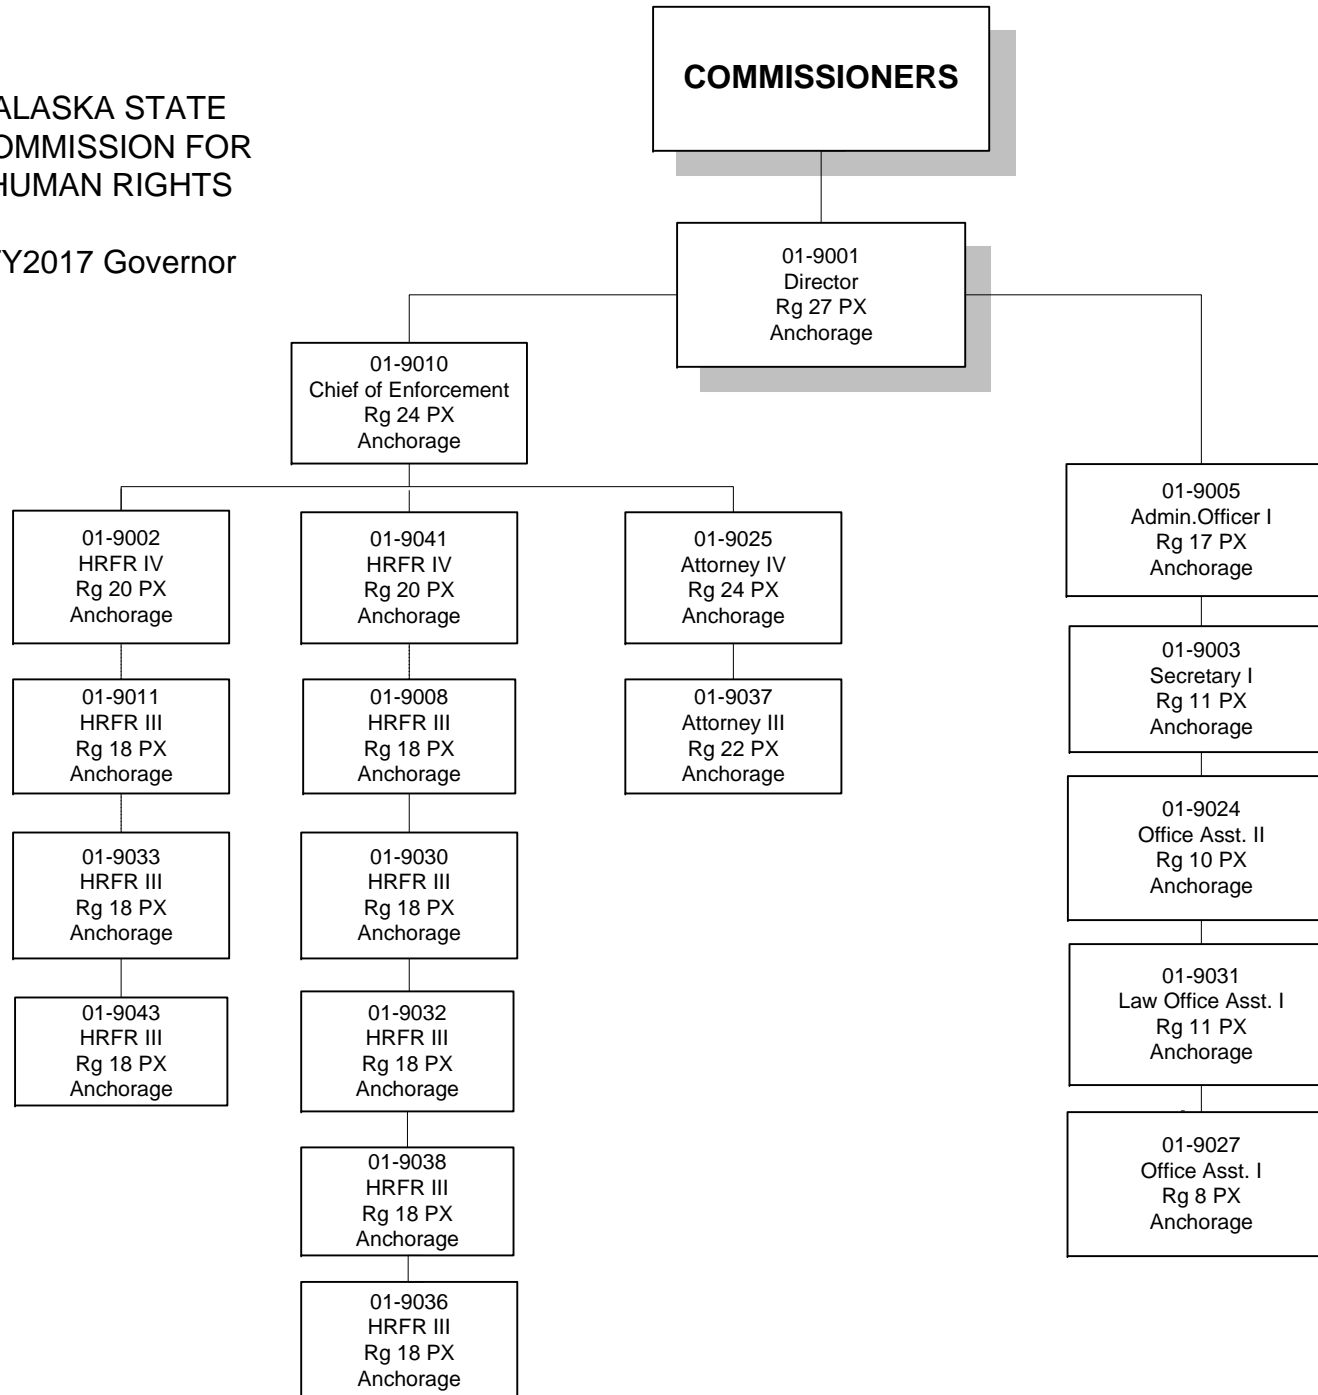 COMMISSIONERS
ALASKA STATE
OMMISSION FOR
HUMAN RIGHTS
Y2017 Governor
01-9001
Director
Rg 27 PX
Anchorage
01-9010
Chief of Enforcement
Rg 24 PX
Anchorage
01-9002
HRFR IV
Rg 20 PX
Anchorage
01-9011
HRFR III
Rg 18 PX
Anchorage
01-9033
HRFR III
Rg 18 PX
Anchorage
01-9043
HRFR III
Rg 18 PX
Anchorage
01-9041
HRFR IV
Rg 20 PX
Anchorage
01-9008
HRFR III
Rg 18 PX
Anchorage
01-9030
HRFR III
Rg 18 PX
Anchorage
01-9032
HRFR III
Rg 18 PX
Anchorage
01-9038
HRFR III
Rg 18 PX
Anchorage
01-9036
HRFR III
Rg 18 PX
Anchorage
01-9025
Attorney IV
Rg 24 PX
Anchorage
01-9037
Attorney III
Rg 22 PX
Anchorage
01-9005
Admin.Officer I
Rg 17 PX
Anchorage
01-9003
Secretary I
Rg 11 PX
Anchorage
01-9024
Office Asst. II
Rg 10 PX
Anchorage
01-9031
Law Office Asst. I
Rg 11 PX
Anchorage
01-9027
Office Asst. I
Rg 8 PX
Anchorage